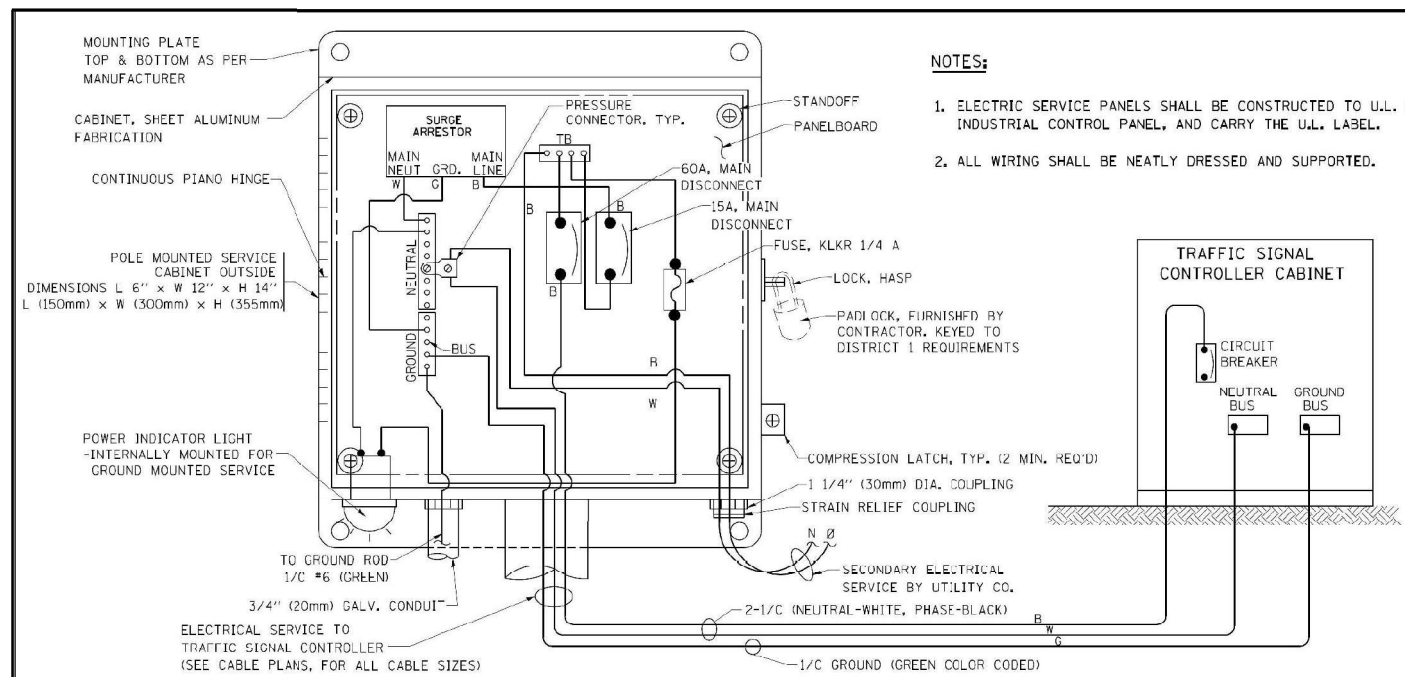 MOUNTING PLATE
TOP & BOTTOM AS PER
MANUFACTURER
CABINET, SHEET ALUMINUM
FABRICATION
CONTINUOUS PIANO HINGE
POLE MOUNTED SERVICE
CABINET OUTSIDE
DIMENSIONS L 6" x W 12" x H 14"
L (150mm) x W (300mm) x H (355mm)
POWER INDICATOR LIGHT
-INTERNALLY MOUNTED FOR
GROUND MOUNTED SERVICE
SURGE
ARRESTOR
MAIN
NEUT
GRD.
MAIN
LINE
W
G
B
PRESSURE
CONNECTOR, TYP.
TB
NEUTRAL
GROUND
BUS
B
B
B
60A, MAIN
DISCONNECT
15A, MAIN
DISCONNECT
STANDOFF
PANELBOARD
FUSE, KLKR 1/4 A
LOCK, HASP
PADLOCK, FURNISHED BY
CONTRACTOR. KEYED TO
DISTRICT 1 REQUIREMENTS
B
W
COMPRESSION LATCH, TYP. (2 MIN. REQ'D)
1 1/4" (30mm) DIA. COUPLING
STRAIN RELIEF COUPLING
N Ø
SECONDARY ELECTRICAL
SERVICE BY UTILITY CO.
TO GROUND ROD
1/C #6 (GREEN)
3/4" (20mm) GALV. CONDUIT
ELECTRICAL SERVICE TO
TRAFFIC SIGNAL CONTROLLER
(SEE CABLE PLANS, FOR ALL CABLE SIZES)
2-1/C (NEUTRAL-WHITE, PHASE-BLACK)
B
W
G
1/C GROUND (GREEN COLOR CODED)
NOTES:
1. ELECTRIC SERVICE PANELS SHALL BE CONSTRUCTED TO U.L.
INDUSTRIAL CONTROL PANEL, AND CARRY THE U.L. LABEL.
2. ALL WIRING SHALL BE NEATLY DRESSED AND SUPPORTED.
TRAFFIC SIGNAL
CONTROLLER CABINET
CIRCUIT
BREAKER
NEUTRAL
BUS
GROUND
BUS